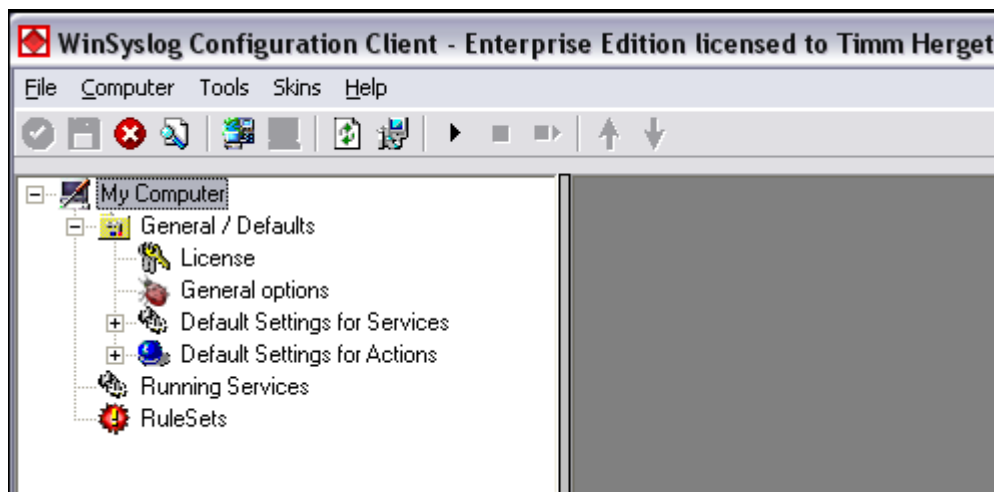 WinSyslog Configuration Client - Enterprise Edition licensed to Timm Herget
File Computer Tools Skins Help
My Computer
General / Defaults
License
General options
Default Settings for Services
Default Settings for Actions
Running Services
RuleSets